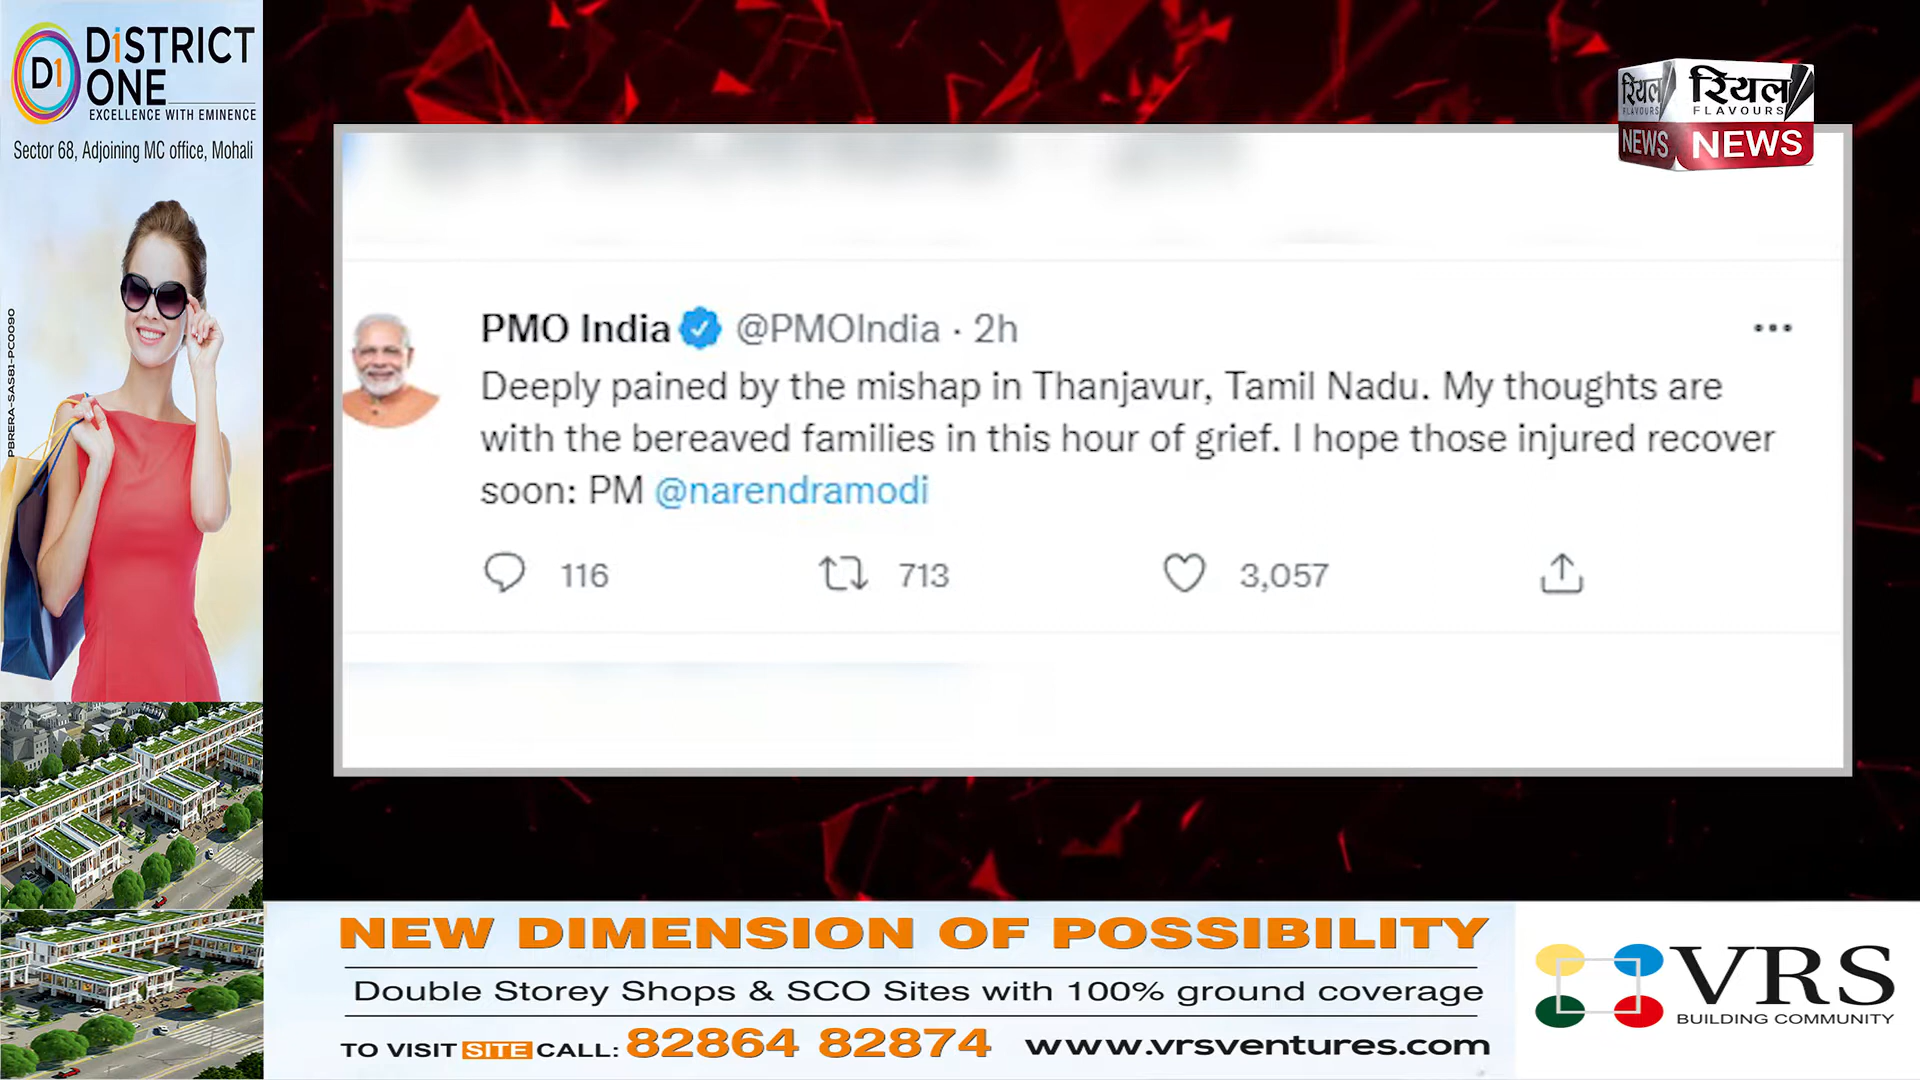 DiSTRICT
ONE
D1
EXCELLENCE WITH EMINENCE
Sector 68, Adjoining MC office, Mohali
PBRERA-SAS81-PC0090
रियल
FLAVOURS
NEWS
रियल
FLAVOURS
NEWS
PMO India @PMOIndia · 2h
Deeply pained by the mishap in Thanjavur, Tamil Nadu. My thoughts are
with the bereaved families in this hour of grief. I hope those injured recover
soon: PM @narendramodi
116 713 3,057
NEW DIMENSION OF POSSIBILITY
Double Storey Shops & SCO Sites with 100% ground coverage
TO VISIT SITE CALL: 82864 82874 www.vrsventures.com
VRS
BUILDING COMMUNITY